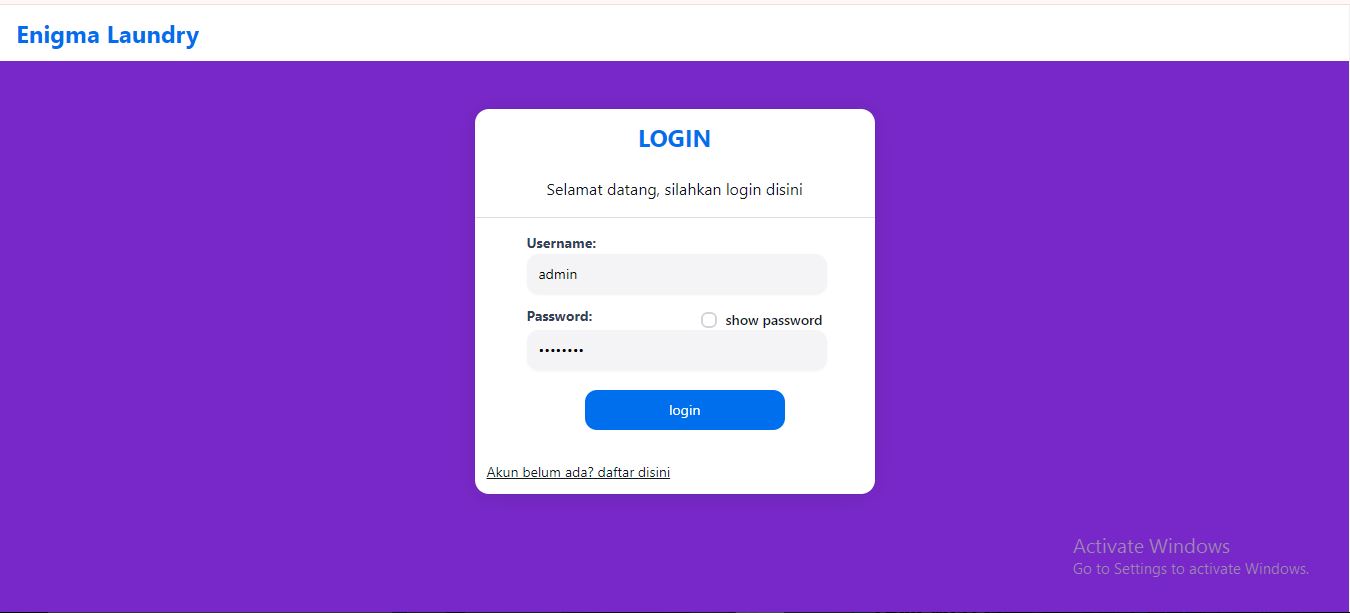 Enigma Laundry
LOGIN
Selamat datang, silahkan login disini
Username:
admin
Password:
show password
••••••••
login
Akun belum ada? daftar disini
Activate Windows
Go to Settings to activate Windows.